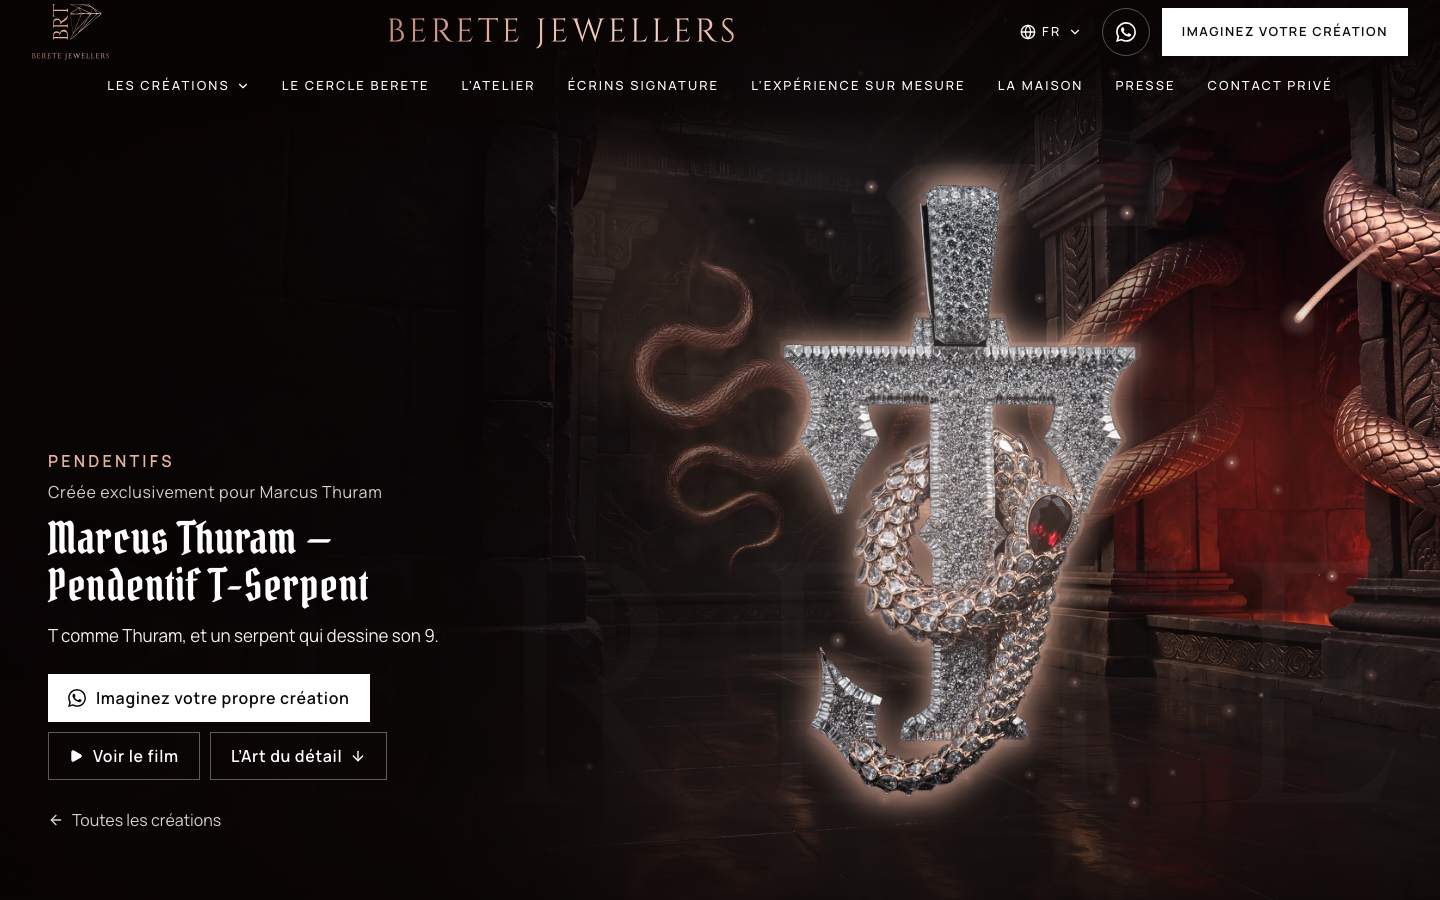 BRT
BERETE JEWELLERS
BERETE JEWELLERS
FR
IMAGINEZ VOTRE CRÉATION
LES CRÉATIONS
LE CERCLE BERETE
L'ATELIER
ÉCRINS SIGNATURE
L'EXPÉRIENCE SUR MESURE
LA MAISON
PRESSE
CONTACT PRIVÉ
PENDENTIFS
Créée exclusivement pour Marcus Thuram
Marcus Thuram —
Pendentif T-Serpent
T comme Thuram, et un serpent qui dessine son 9.
Imaginez votre propre création
Voir le film
L'Art du détail ↓
← Toutes les créations